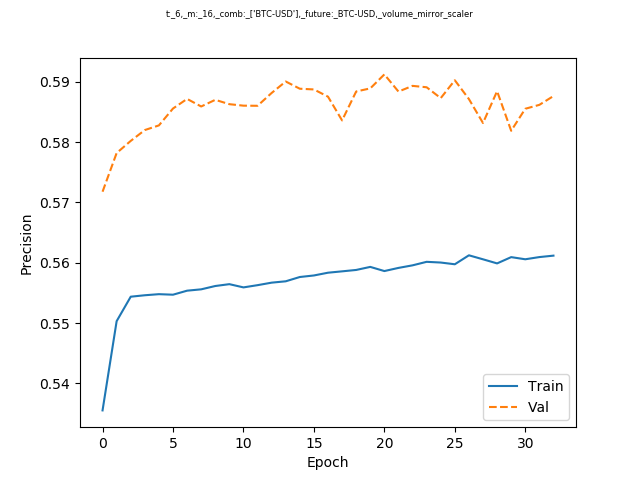 t:_6,_m:_16,_comb:_['BTC-USD'],_future:_BTC-USD,_volume_mirror_scaler
0.59
0.58
0.57
0.56
0.55
0.54
Precision
0 5 10 15 20 25 30
Epoch
Train
Val